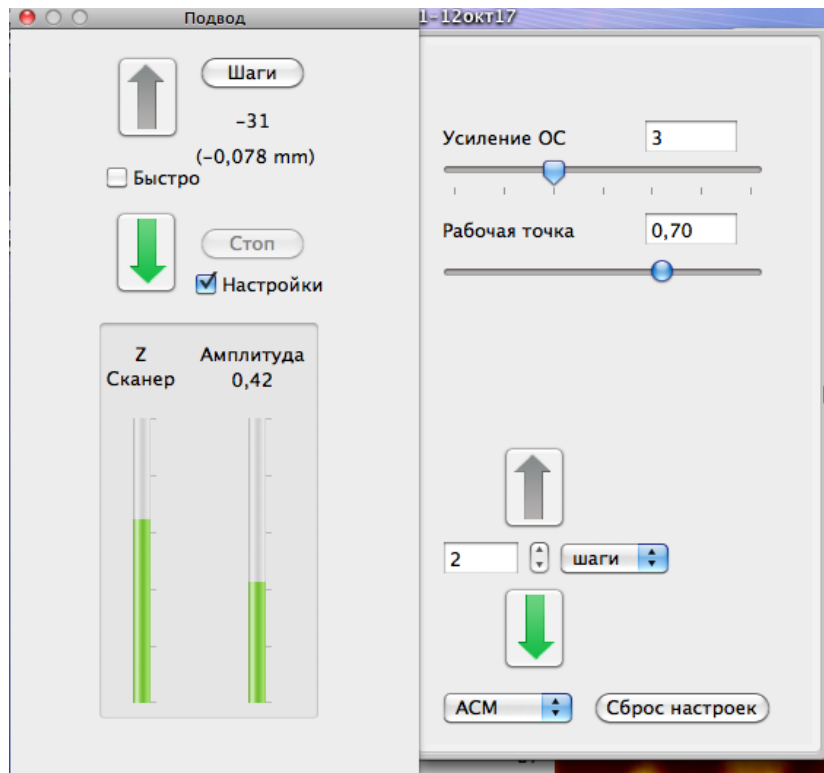 Подвод
Шаги
-31
(-0,078 mm)
Быстро
Стоп
Настройки
Z
Сканер
Амплитуда
0,42
1-12окт17
Усиление ОС
3
Рабочая точка
0,70
2
шаги
АСМ
Сброс настроек